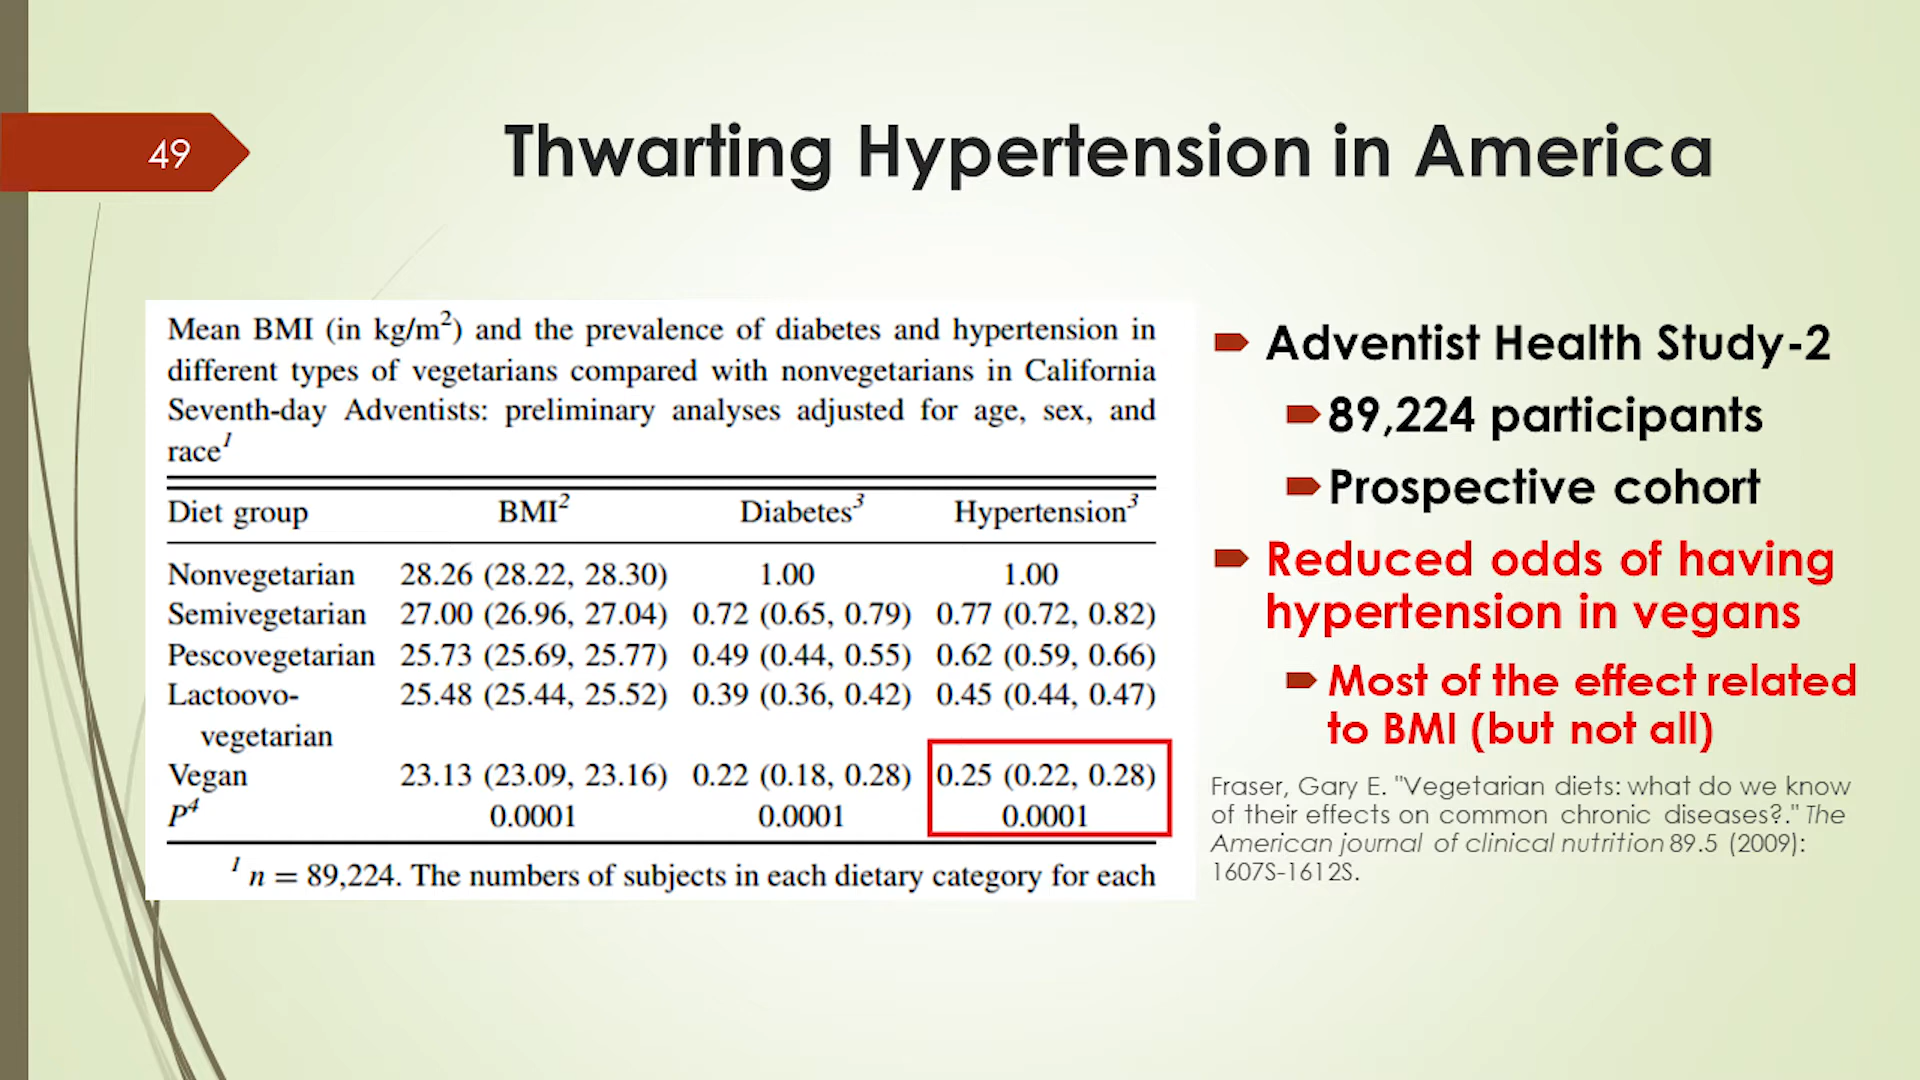 49
Thwarting Hypertension in America
Mean BMI (in kg/m²) and the prevalence of diabetes and hypertension in
different types of vegetarians compared with nonvegetarians in California
Seventh-day Adventists: preliminary analyses adjusted for age, sex, and
race¹
Diet group BMI² Diabetes³ Hypertension³
Nonvegetarian 28.26 (28.22, 28.30) 1.00 1.00
Semivegetarian 27.00 (26.96, 27.04) 0.72 (0.65, 0.79) 0.77 (0.72, 0.82)
Pescovegetarian 25.73 (25.69, 25.77) 0.49 (0.44, 0.55) 0.62 (0.59, 0.66)
Lactoovo- 25.48 (25.44, 25.52) 0.39 (0.36, 0.42) 0.45 (0.44, 0.47)
vegetarian
Vegan 23.13 (23.09, 23.16) 0.22 (0.18, 0.28) 0.25 (0.22, 0.28)
P⁴ 0.0001 0.0001 0.0001
¹ n = 89,224. The numbers of subjects in each dietary category for each
Adventist Health Study-2
89,224 participants
Prospective cohort
Reduced odds of having
hypertension in vegans
Most of the effect related
to BMI (but not all)
Fraser, Gary E. "Vegetarian diets: what do we know
of their effects on common chronic diseases?." The
American journal of clinical nutrition 89.5 (2009):
1607S-1612S.